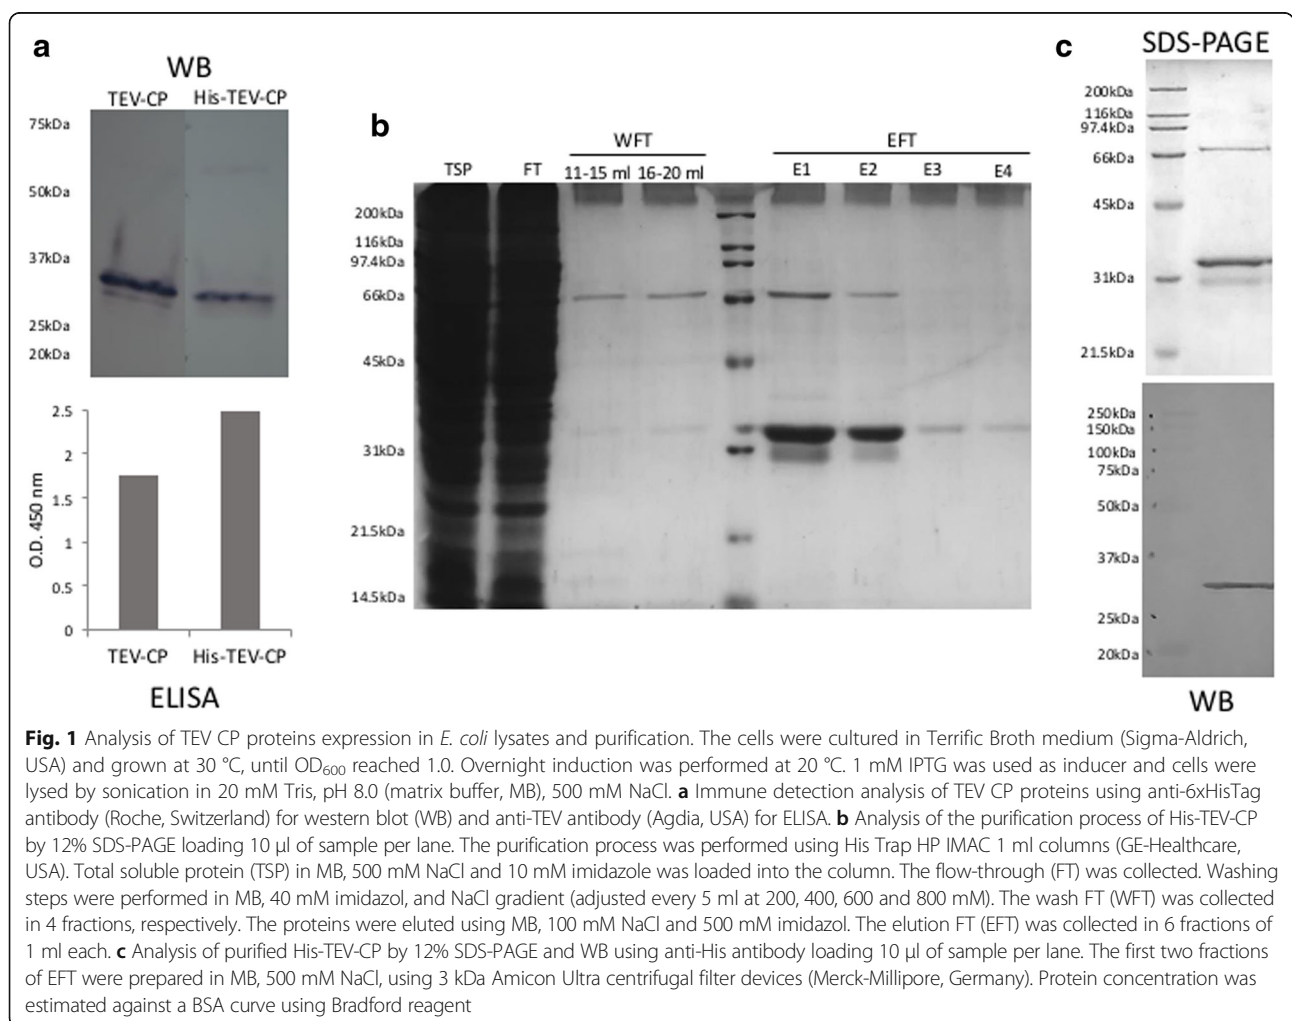 a
WB
TEV-CP His-TEV-CP
75kDa
50kDa
37kDa
25kDa
20kDa
2.5
2
1.5
1
0.5
0
O.D. 450 nm
TEV-CP His-TEV-CP
ELISA
b
WFT EFT
TSP FT 11-15 ml 16-20 ml E1 E2 E3 E4
200kDa
116kDa
97.4kDa
66kDa
45kDa
31kDa
21.5kDa
14.5kDa
c
SDS-PAGE
200kDa
116kDa
97.4kDa
66kDa
45kDa
31kDa
21.5kDa
250kDa
150kDa
100kDa
75kDa
50kDa
37kDa
25kDa
20kDa
WB
Fig. 1 Analysis of TEV CP proteins expression in E. coli lysates and purification. The cells were cultured in Terrific Broth medium (Sigma-Aldrich,
USA) and grown at 30 °C, until OD600 reached 1.0. Overnight induction was performed at 20 °C. 1 mM IPTG was used as inducer and cells were
lysed by sonication in 20 mM Tris, pH 8.0 (matrix buffer, MB), 500 mM NaCl. a Immune detection analysis of TEV CP proteins using anti-6xHisTag
antibody (Roche, Switzerland) for western blot (WB) and anti-TEV antibody (Agdia, USA) for ELISA. b Analysis of the purification process of His-TEV-CP
by 12% SDS-PAGE loading 10 μl of sample per lane. The purification process was performed using His Trap HP IMAC 1 ml columns (GE-Healthcare,
USA). Total soluble protein (TSP) in MB, 500 mM NaCl and 10 mM imidazole was loaded into the column. The flow-through (FT) was collected. Washing
steps were performed in MB, 40 mM imidazol, and NaCl gradient (adjusted every 5 ml at 200, 400, 600 and 800 mM). The wash FT (WFT) was collected
in 4 fractions, respectively. The proteins were eluted using MB, 100 mM NaCl and 500 mM imidazol. The elution FT (EFT) was collected in 6 fractions of
1 ml each. c Analysis of purified His-TEV-CP by 12% SDS-PAGE and WB using anti-His antibody loading 10 μl of sample per lane. The first two fractions
of EFT were prepared in MB, 500 mM NaCl, using 3 kDa Amicon Ultra centrifugal filter devices (Merck-Millipore, Germany). Protein concentration was
estimated against a BSA curve using Bradford reagent